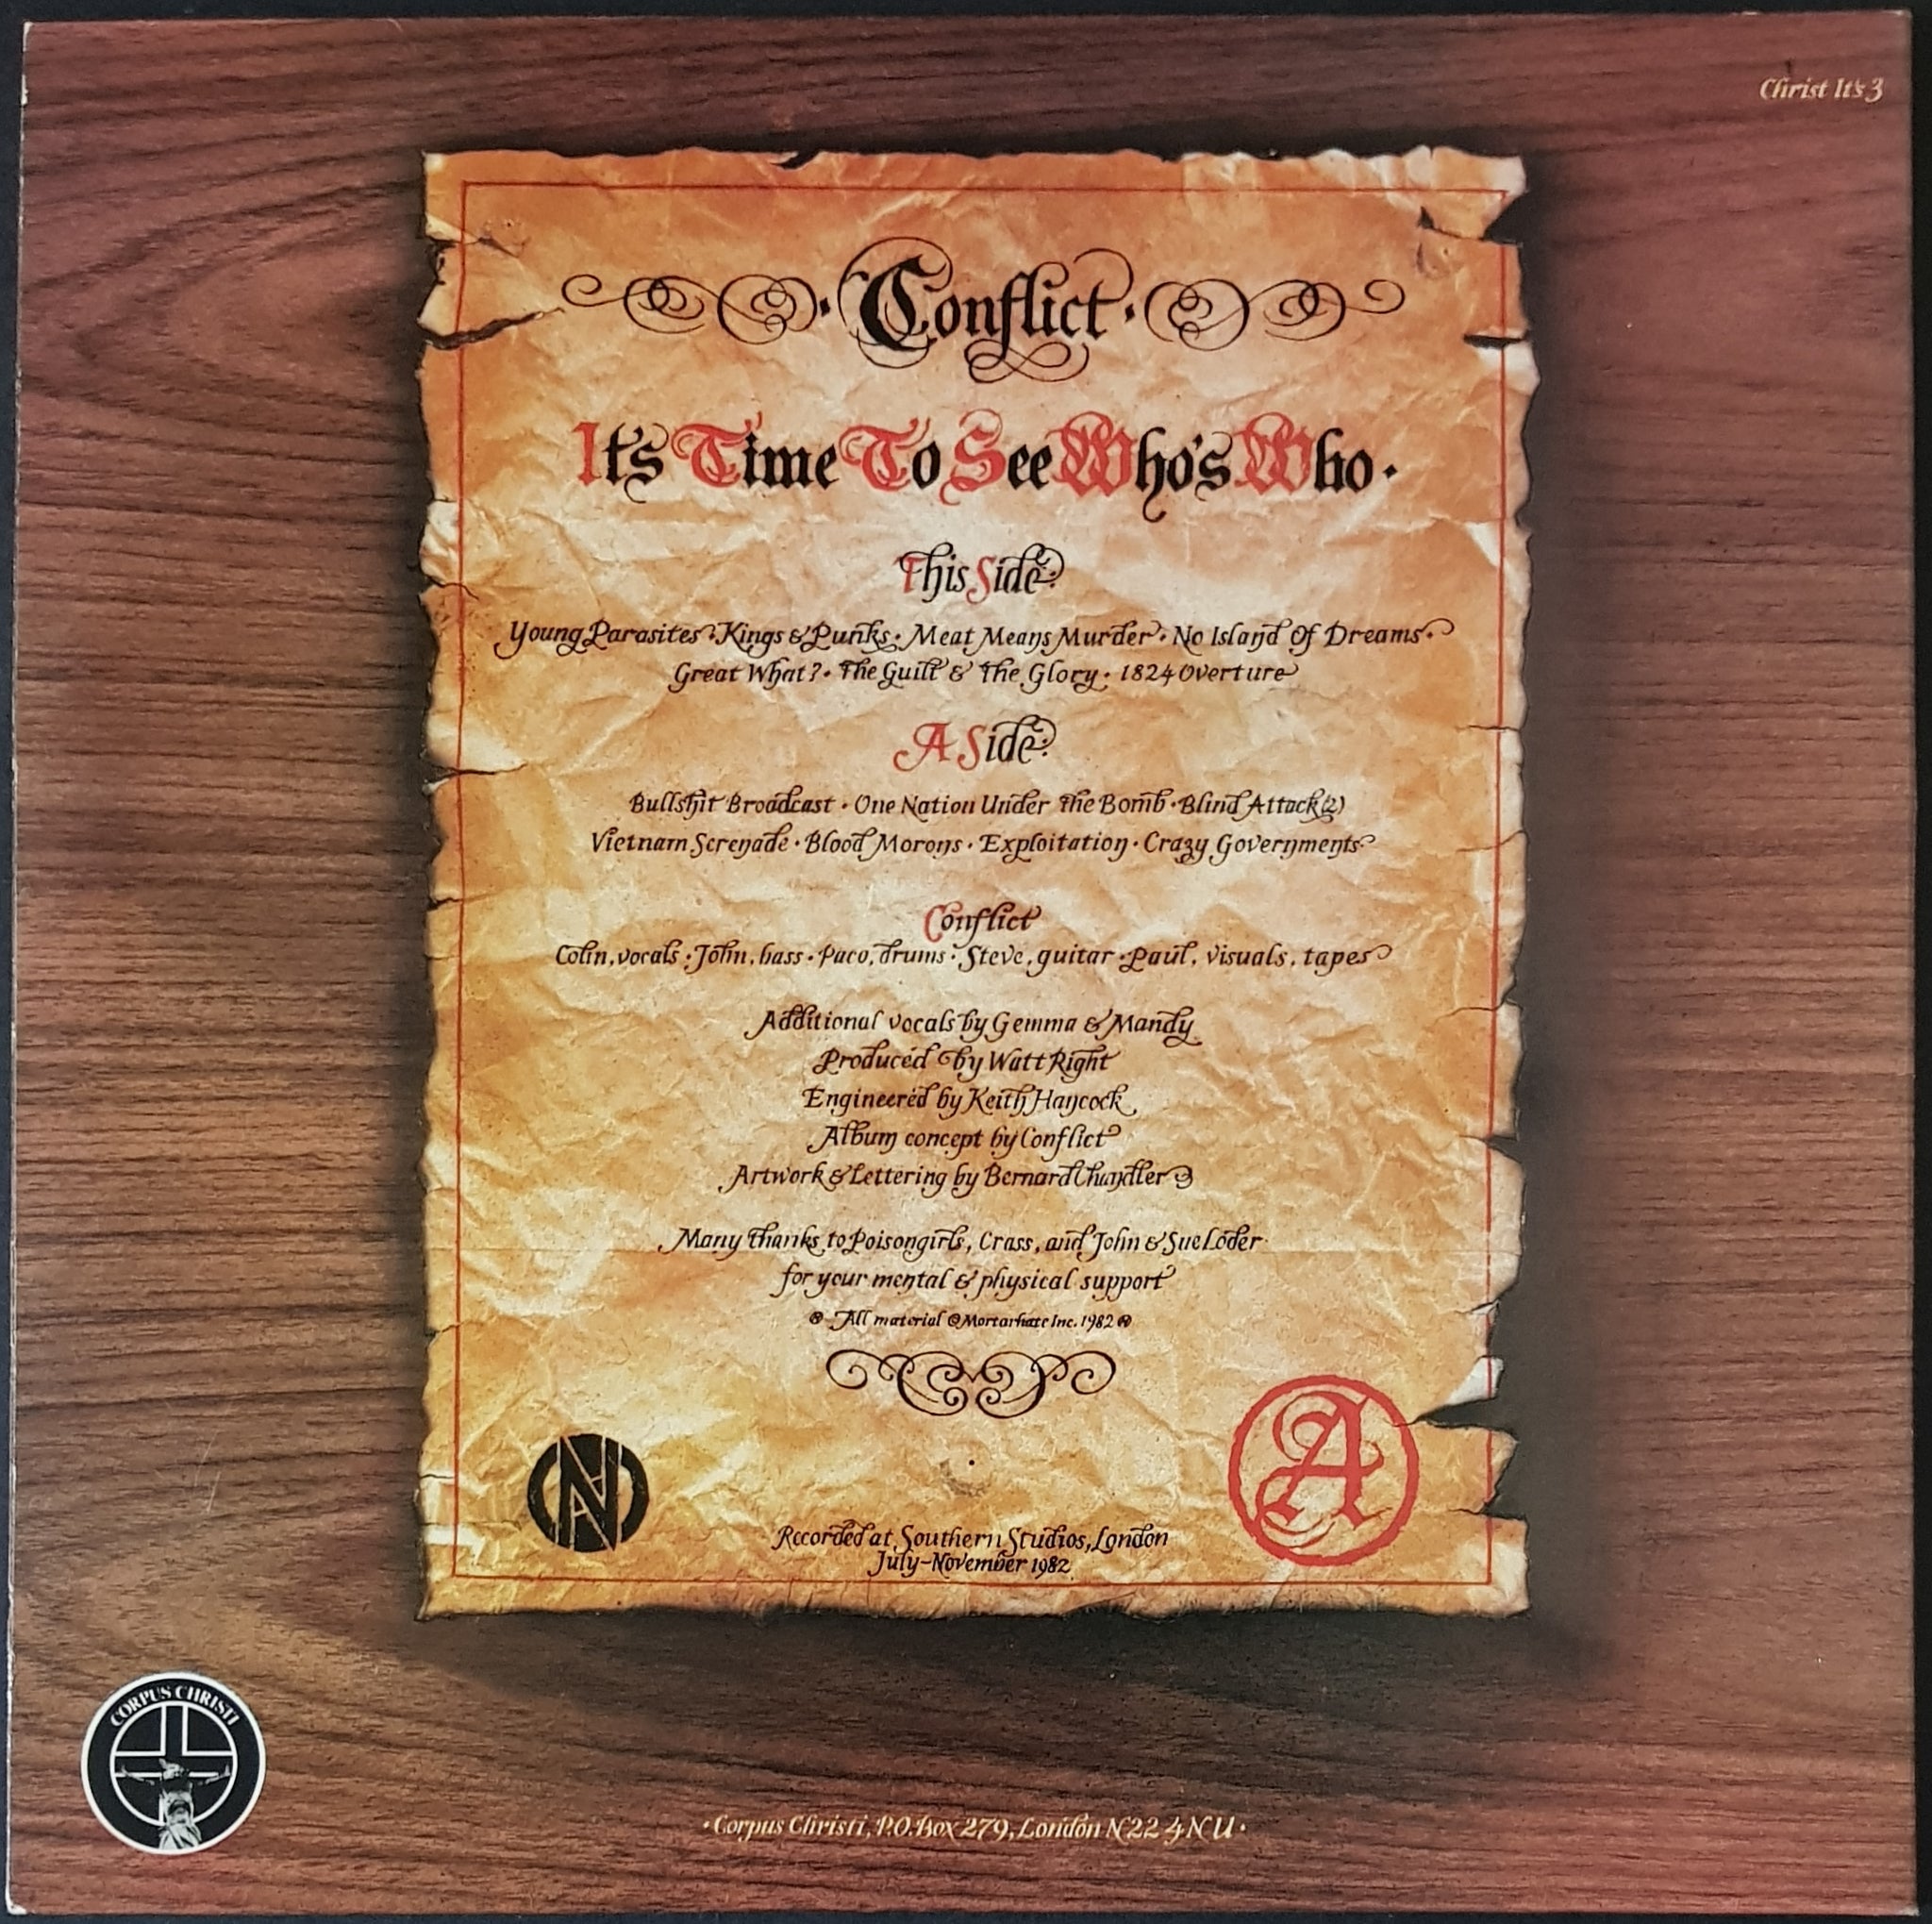 Christ It's 3
·Conflict·
It's Time To See Who's Who·
This Side:
Young Parasites·Kings & Punks·Meat Means Murder·No Island Of Dreams·
Great What?·The Guilt & The Glory·1824 Overture
A Side:
Bullshit Broadcast·One Nation Under The Bomb·Blind Attack (2)
Vietnam Serenade·Blood Morons·Exploitation·Crazy Governments
Conflict
Colin, vocals·John, bass·Paco, drums·Steve, guitar·Paul, visuals, tapes
Additional vocals by Gemma & Mandy
Produced by Watt Right
Engineered by Keith Hancock
Album concept by Conflict
Artwork & Lettering by Bernard Chandler
Many thanks to Poisongirls, Crass, and John & Sue Loder
for your mental & physical support
Ⓐ All material © Mortarhate Inc. 1982 Ⓐ
A
Recorded at Southern Studios, London
July-November 1982
CORPUS CHRISTI
·Corpus Christi, P.O. Box 279, London N22 4NU·